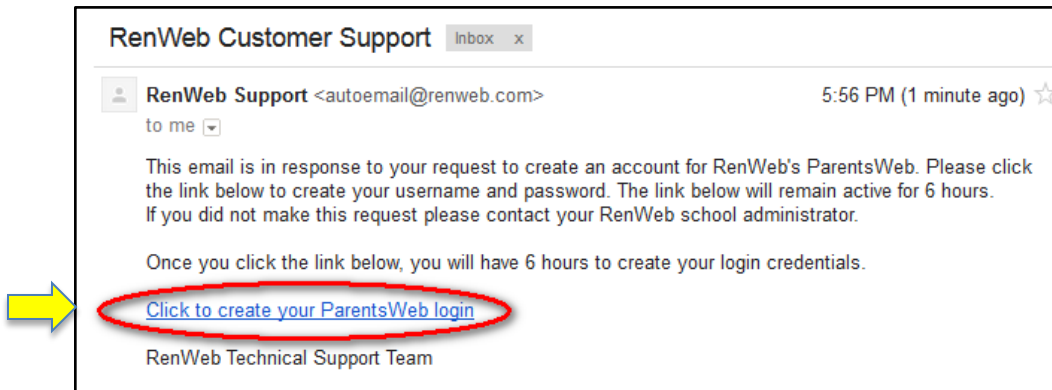 RenWeb Customer Support Inbox x
RenWeb Support <autoemail@renweb.com> 5:56 PM (1 minute ago)
to me
This email is in response to your request to create an account for RenWeb's ParentsWeb. Please click
the link below to create your username and password. The link below will remain active for 6 hours.
If you did not make this request please contact your RenWeb school administrator.
Once you click the link below, you will have 6 hours to create your login credentials.
Click to create your ParentsWeb login
RenWeb Technical Support Team